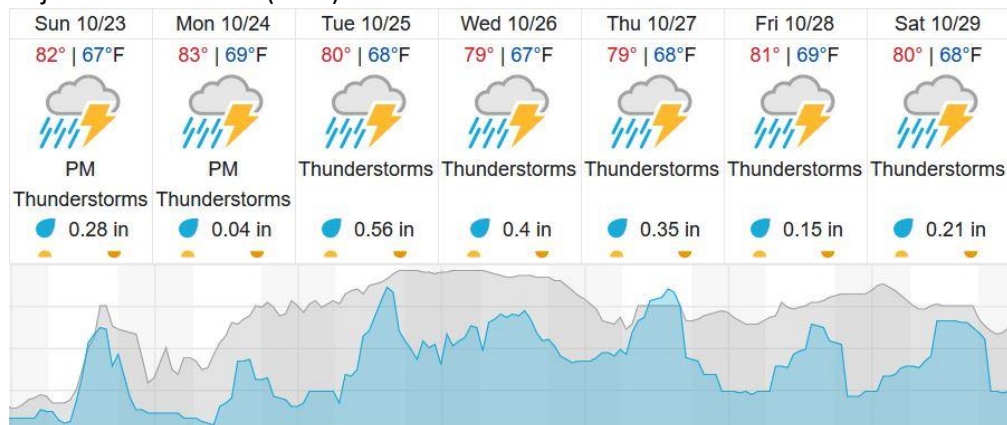 Sun 10/23 Mon 10/24 Tue 10/25 Wed 10/26 Thu 10/27 Fri 10/28 Sat 10/29
82° | 67°F 83° | 69°F 80° | 68°F 79° | 67°F 79° | 68°F 81° | 69°F 80° | 68°F
PM PM Thunderstorms Thunderstorms Thunderstorms Thunderstorms Thunderstorms
Thunderstorms Thunderstorms
0.28 in 0.04 in 0.56 in 0.4 in 0.35 in 0.15 in 0.21 in